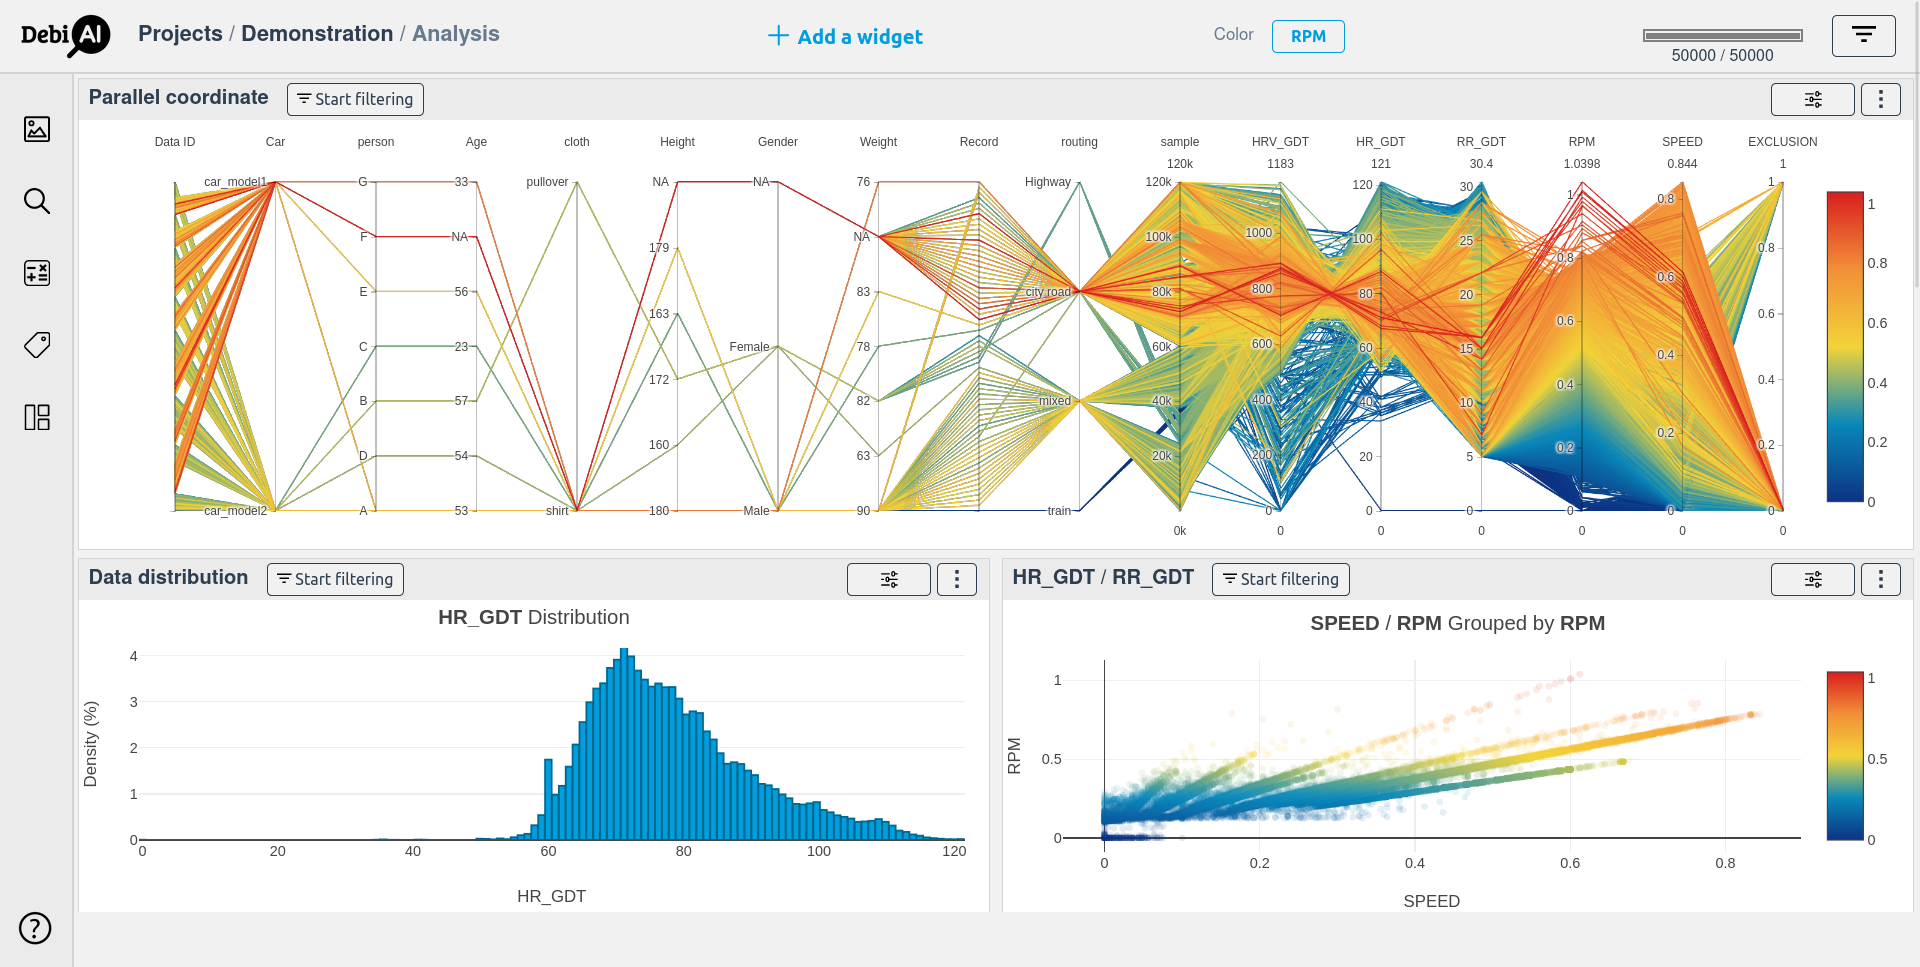 Debi AI
Projects / Demonstration / Analysis
Add a widget
Color RPM
50000 / 50000
Parallel coordinate
Start filtering
Data ID Car person Age cloth Height Gender Weight Record routing sample HRV_GDT HR_GDT RR_GDT RPM SPEED EXCLUSION
120k 1183 121 30.4 1.0398 0.844 1
car_model1 G 33 pullover NA NA 76 Highway 120k 120 30 1 0.8 1
F NA 179 NA 100k 1000 100 25 0.8 0.6 0.8
E 56 163 83 city road 80k 800 80 20 0.6 0.6
C 23 Female 78 60k 600 60 15 0.4 0.4
B 57 172 82 mixed 40k 400 40 10 0.4
D 54 160 63 20k 200 20 5 0.2 0.2 0.2
car_model2 A 53 shirt 180 Male 90 train 0 0 0 0 0 0
0k 0 0 0 0 0 0
1
0.8
0.6
0.4
0.2
0
Data distribution
Start filtering
HR_GDT Distribution
Density (%)
4
3
2
1
0
0 20 40 60 80 100 120
HR_GDT
HR_GDT / RR_GDT
Start filtering
SPEED / RPM Grouped by RPM
RPM
1
0.5
0
0 0.2 0.4 0.6 0.8
SPEED
1
0.5
0
?